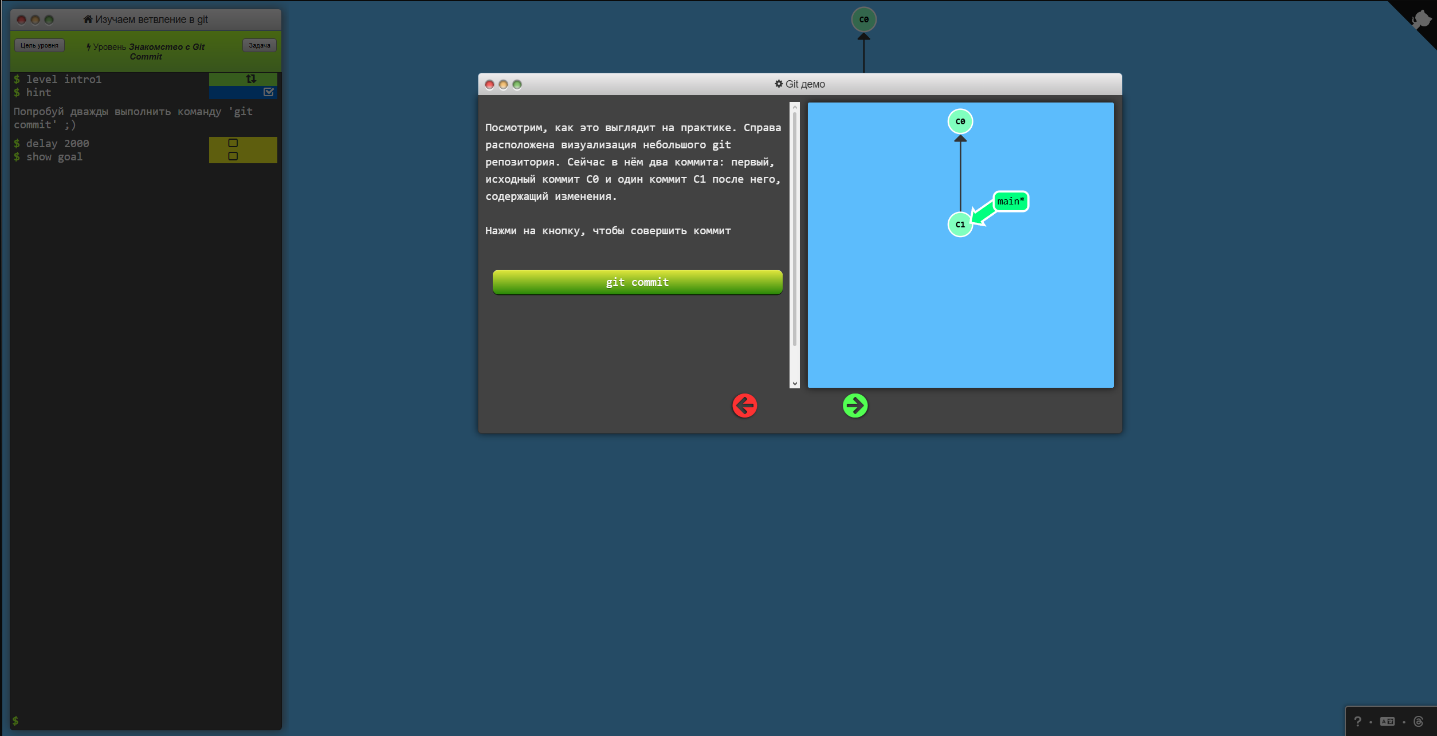 Изучаем ветвление в git
Цель уровня
Уровень Знакомство с Git
Commit
Задача
$ level intro1
$ hint
Попробуй дважды выполнить команду 'git
commit' ;)
$ delay 2000
$ show goal
$
C0
Git демо
Посмотрим, как это выглядит на практике. Справа
расположена визуализация небольшого git
репозитория. Сейчас в нём два коммита: первый,
исходный коммит C0 и один коммит C1 после него,
содержащий изменения.
Нажми на кнопку, чтобы совершить коммит
git commit
C0
main*
C1
?